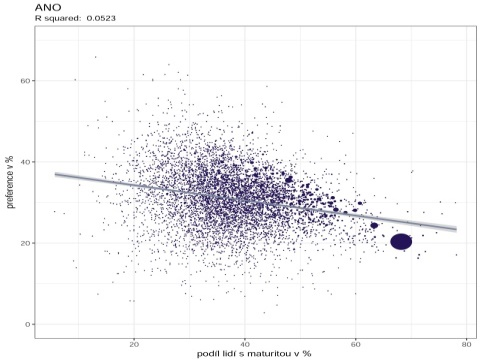 ANO
R squared: 0.0523
preference v %
60
40
20
0
20
40
60
80
podíl lidí s maturitou v %